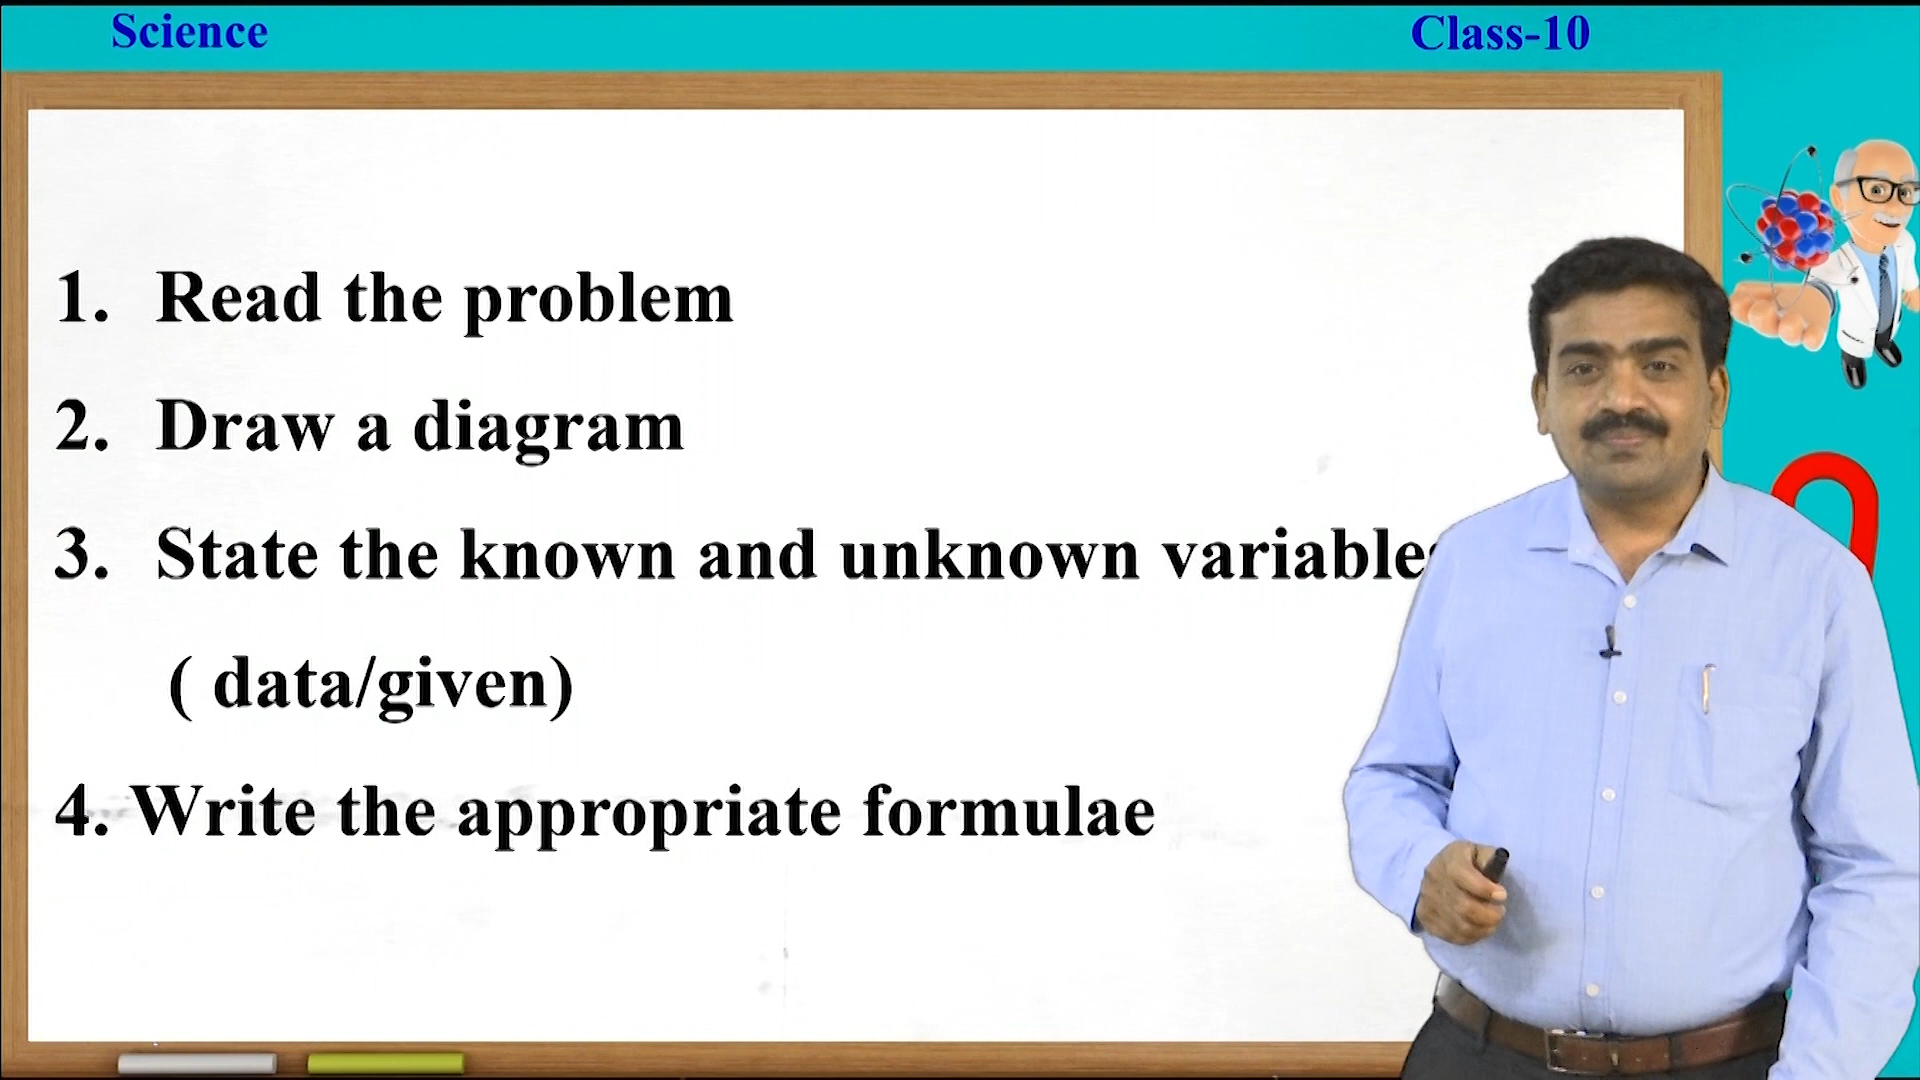 Science
Class-10
1. Read the problem
2. Draw a diagram
3. State the known and unknown variables
( data/given)
4. Write the appropriate formulae